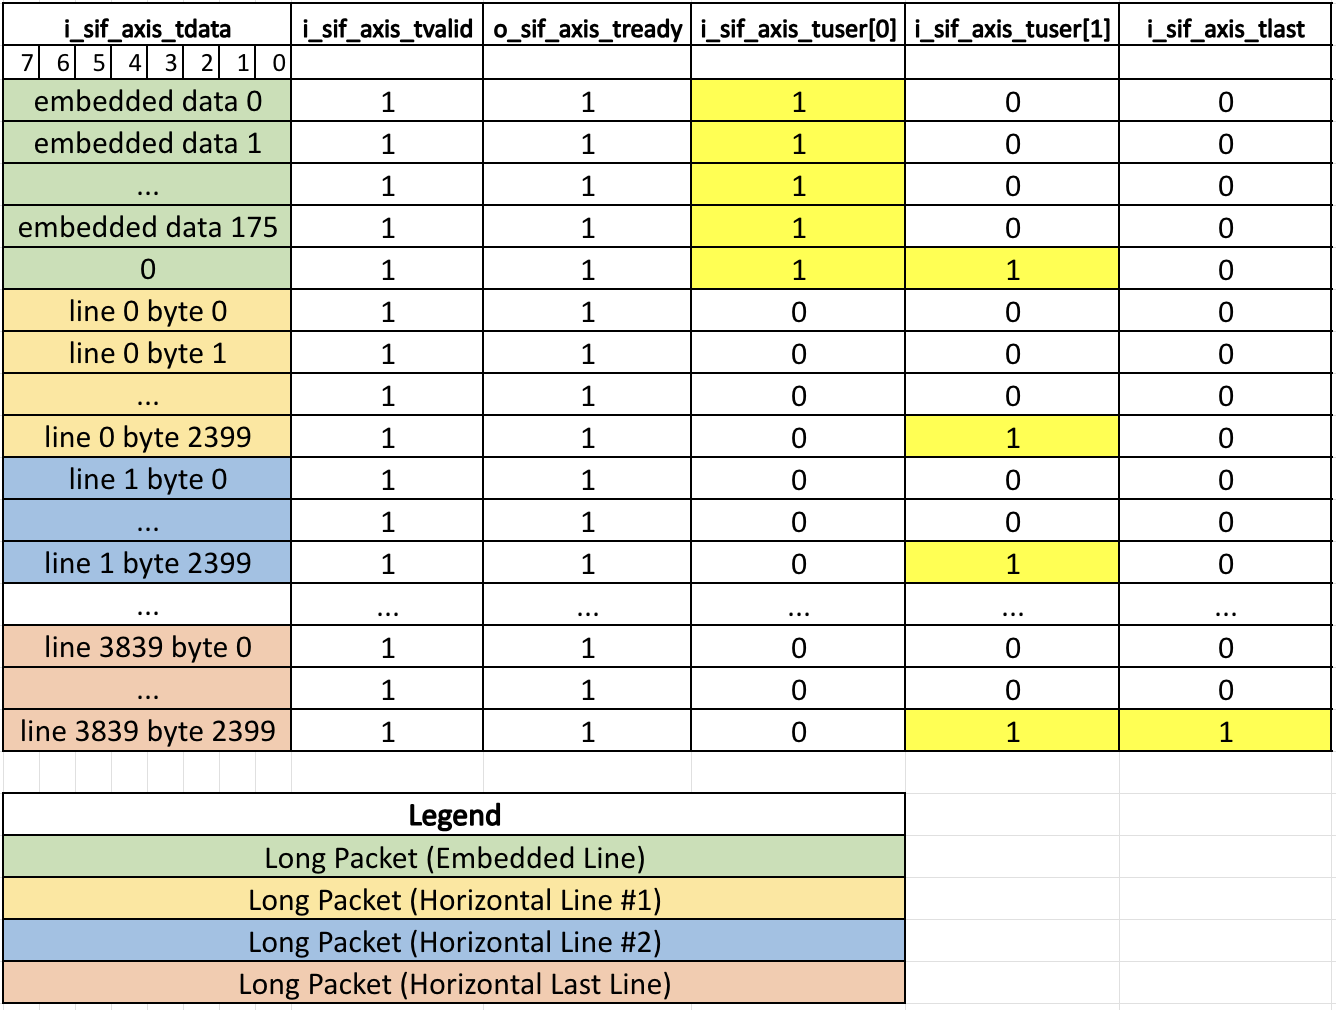 i_sif_axis_tdata i_sif_axis_tvalid o_sif_axis_tready i_sif_axis_tuser[0] i_sif_axis_tuser[1] i_sif_axis_tlast
7 6 5 4 3 2 1 0
embedded data 0 1 1 1 0 0
embedded data 1 1 1 1 0 0
... 1 1 1 0 0
embedded data 175 1 1 1 0 0
0 1 1 1 1 0
line 0 byte 0 1 1 0 0 0
line 0 byte 1 1 1 0 0 0
... 1 1 0 0 0
line 0 byte 2399 1 1 0 1 0
line 1 byte 0 1 1 0 0 0
... 1 1 0 0 0
line 1 byte 2399 1 1 0 1 0
... ... ... ... ... ...
line 3839 byte 0 1 1 0 0 0
... 1 1 0 0 0
line 3839 byte 2399 1 1 0 1 1
Legend
Long Packet (Embedded Line)
Long Packet (Horizontal Line #1)
Long Packet (Horizontal Line #2)
Long Packet (Horizontal Last Line)